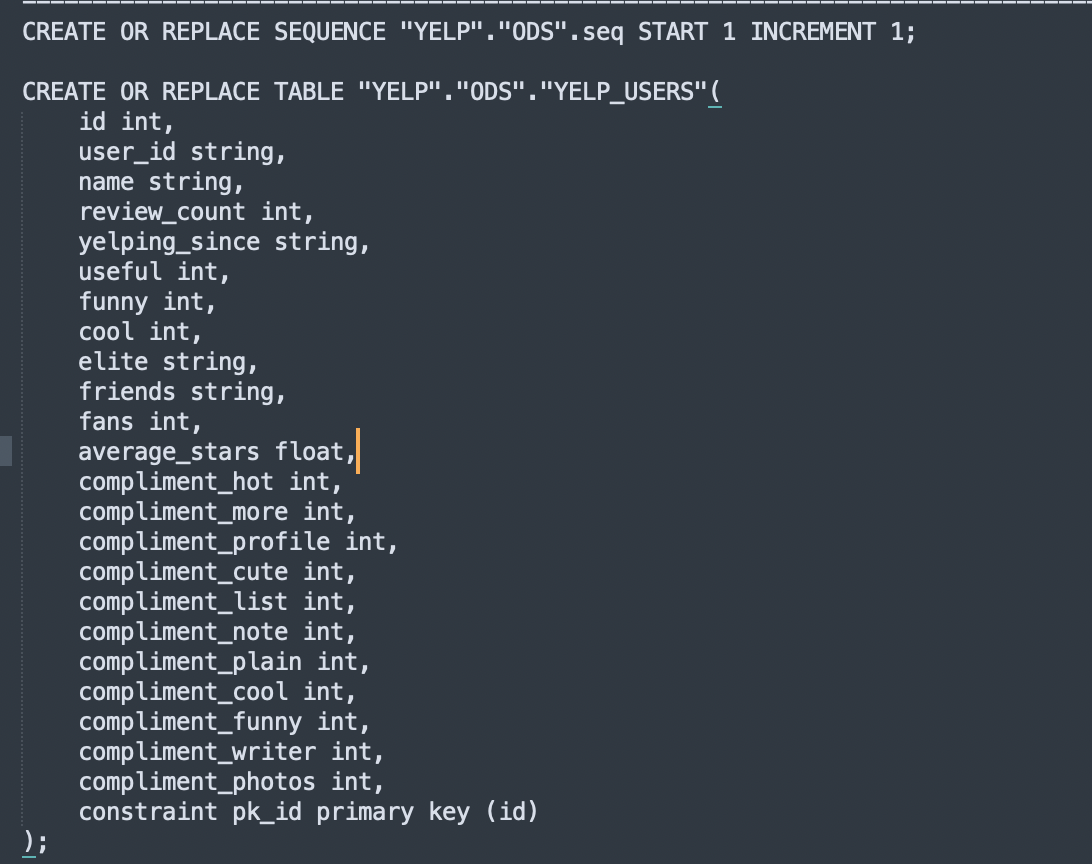 CREATE OR REPLACE SEQUENCE "YELP"."ODS".seq START 1 INCREMENT 1;
CREATE OR REPLACE TABLE "YELP"."ODS"."YELP_USERS"(
id int,
user_id string,
name string,
review_count int,
yelping_since string,
useful int,
funny int,
cool int,
elite string,
friends string,
fans int,
average_stars float,
compliment_hot int,
compliment_more int,
compliment_profile int,
compliment_cute int,
compliment_list int,
compliment_note int,
compliment_plain int,
compliment_cool int,
compliment_funny int,
compliment_writer int,
compliment_photos int,
constraint pk_id primary key (id)
);